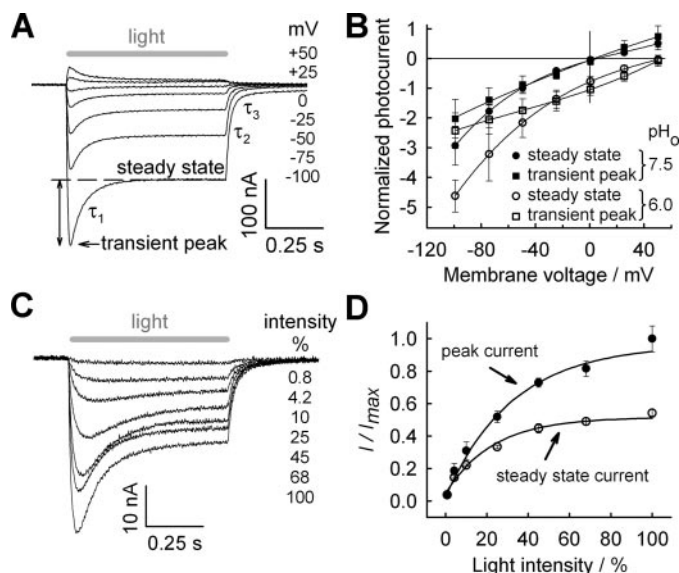 A
light
mV
+50
+25
0
-25
-50
-75
-100
τ3
τ2
steady state
τ1
transient peak
100 nA
0.25 s
B
Normalized photocurrent
1
0
-1
-2
-3
-4
-5
pHo
steady state
transient peak
7.5
steady state
transient peak
6.0
-120 -80 -40 0 40
Membrane voltage / mV
C
light
intensity
%
0.8
4.2
10
25
45
68
100
10 nA
0.25 s
D
I / Imax
1.0
0.8
0.6
0.4
0.2
0.0
peak current
steady state current
0 20 40 60 80 100
Light intensity / %